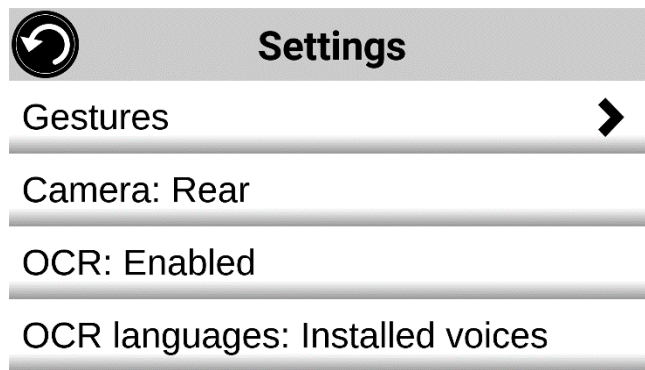 Settings
Gestures
Camera: Rear
OCR: Enabled
OCR languages: Installed voices